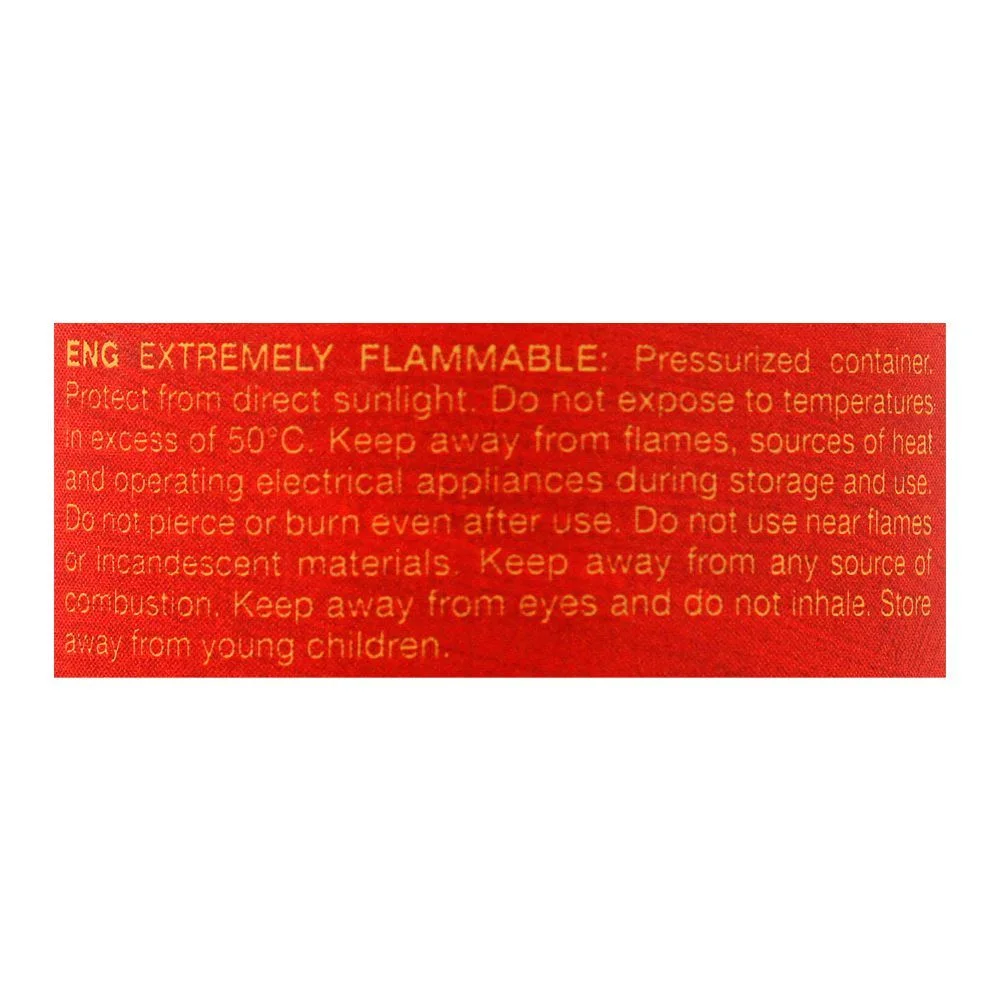 ENG EXTREMELY FLAMMABLE: Pressurized container.
Protect from direct sunlight. Do not expose to temperatures
in excess of 50°C. Keep away from flames, sources of heat
and operating electrical appliances during storage and use.
Do not pierce or burn even after use. Do not use near flames
or incandescent materials. Keep away from any source of
combustion. Keep away from eyes and do not inhale. Store
away from young children.